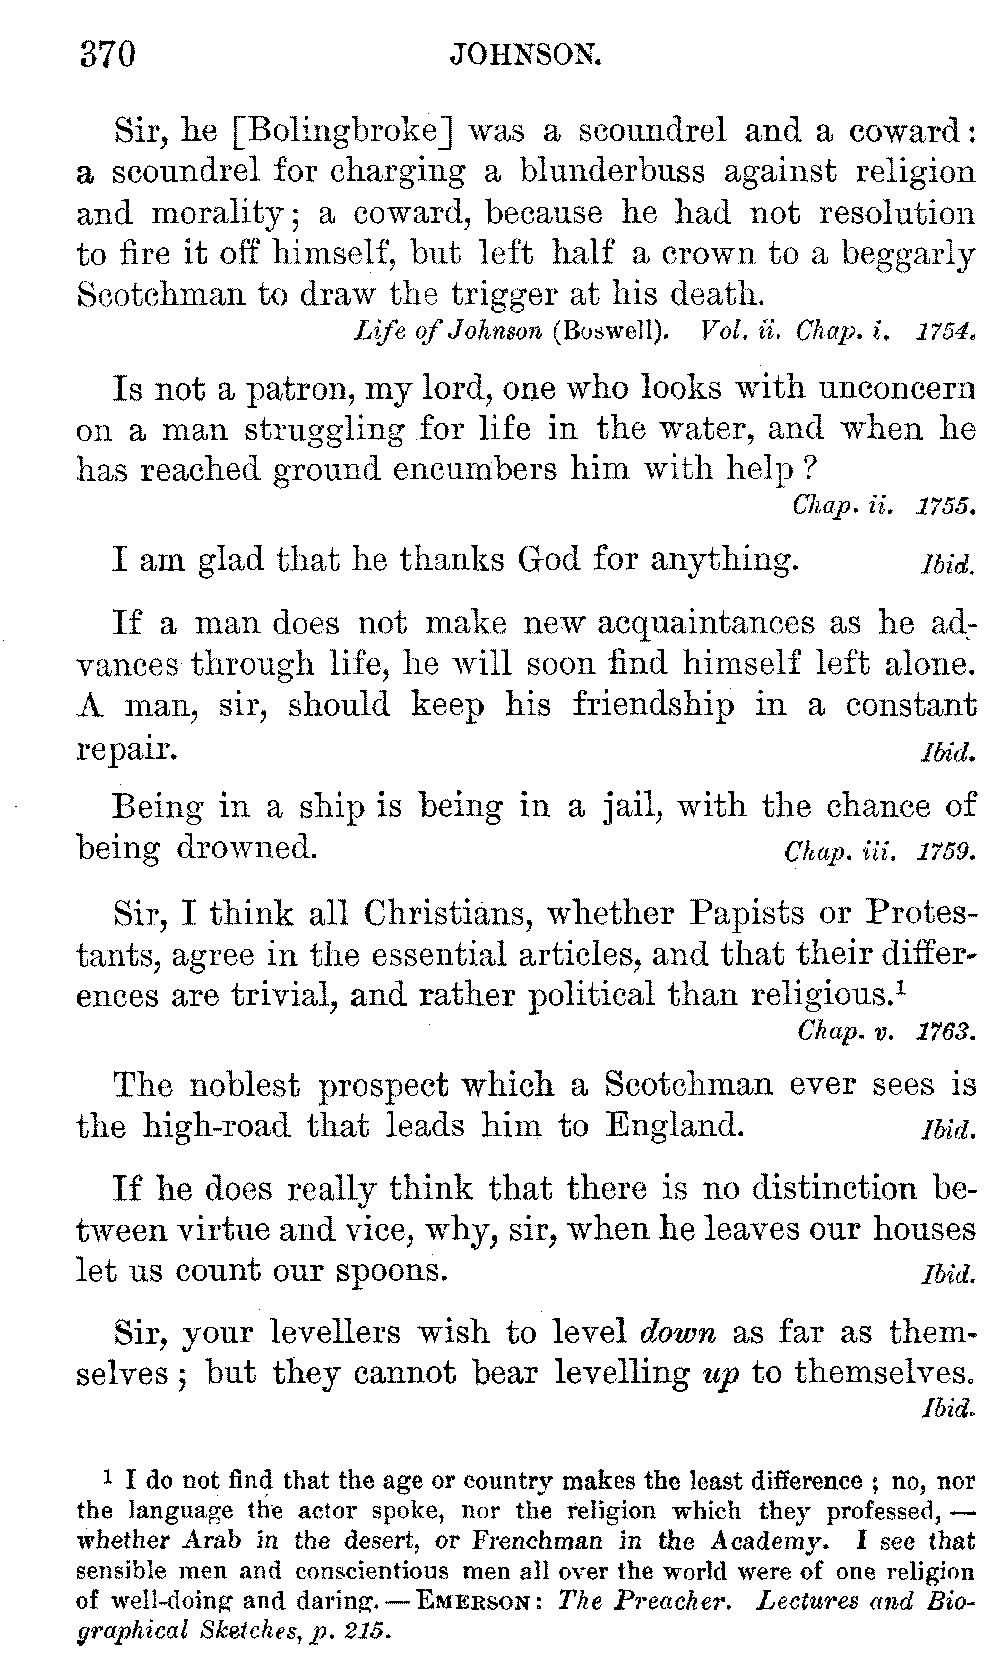 370 JOHNSON.
Sir, he [Bolingbroke] was a scoundrel and a coward:
a scoundrel for charging a blunderbuss against religion
and morality; a coward, because he had not resolution
to fire it off himself, but left half a crown to a beggarly
Scotchman to draw the trigger at his death.
Life of Johnson (Boswell). Vol. ii. Chap. i. 1754.
Is not a patron, my lord, one who looks with unconcern
on a man struggling for life in the water, and when he
has reached ground encumbers him with help?
Chap. ii. 1755.
I am glad that he thanks God for anything. Ibid.
If a man does not make new acquaintances as he ad-
vances through life, he will soon find himself left alone.
A man, sir, should keep his friendship in a constant
repair. Ibid.
Being in a ship is being in a jail, with the chance of
being drowned. Chap. iii. 1759.
Sir, I think all Christians, whether Papists or Protes-
tants, agree in the essential articles, and that their differ-
ences are trivial, and rather political than religious.¹
Chap. v. 1763.
The noblest prospect which a Scotchman ever sees is
the high-road that leads him to England. Ibid.
If he does really think that there is no distinction be-
tween virtue and vice, why, sir, when he leaves our houses
let us count our spoons. Ibid.
Sir, your levellers wish to level down as far as them-
selves; but they cannot bear levelling up to themselves.
Ibid.
¹ I do not find that the age or country makes the least difference; no, nor
the language the actor spoke, nor the religion which they professed, —
whether Arab in the desert, or Frenchman in the Academy. I see that
sensible men and conscientious men all over the world were of one religion
of well-doing and daring. — EMERSON: The Preacher. Lectures and Bio-
graphical Sketches, p. 215.